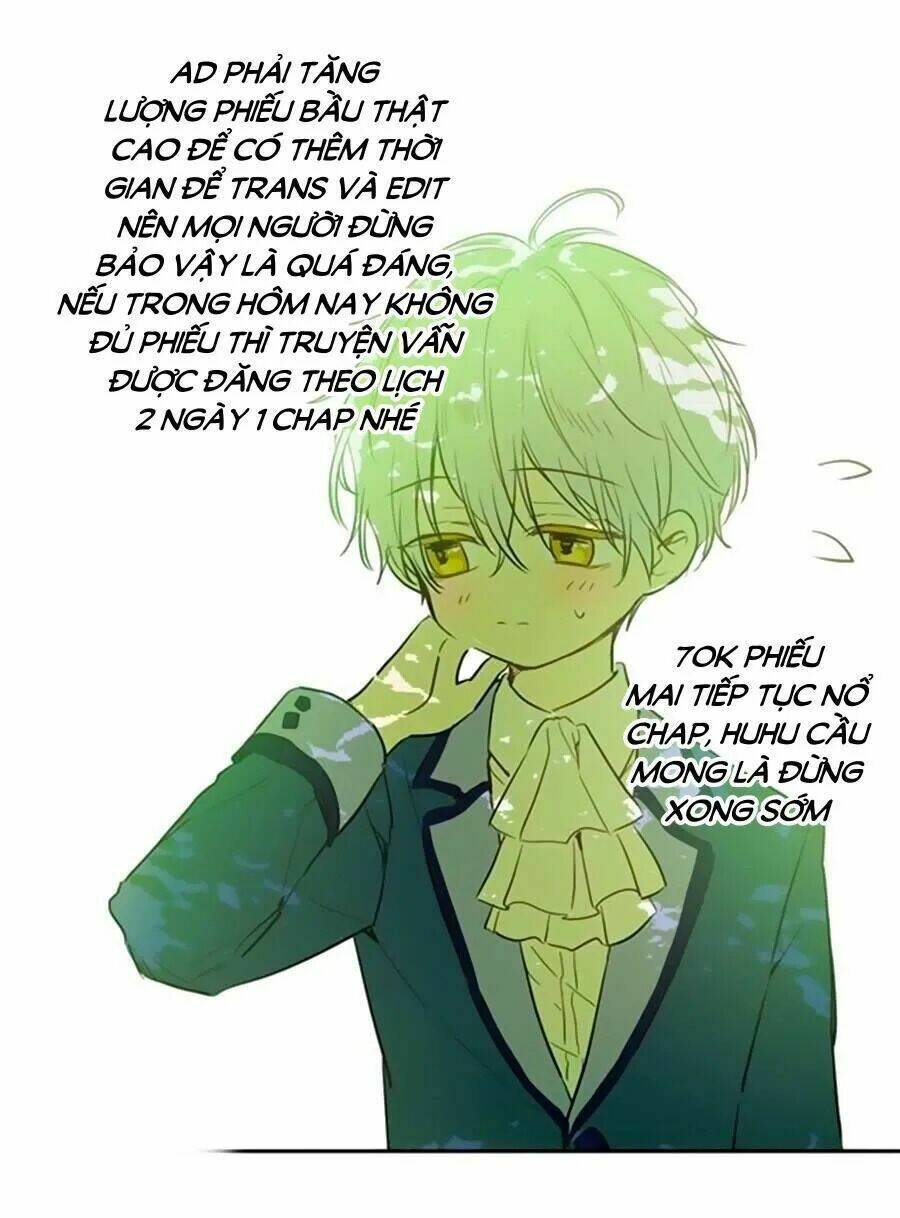 AD PHẢI TĂNG
LƯỢNG PHIẾU BẦU THẬT
CAO ĐỂ CÓ THÊM THỜI
GIAN ĐỂ TRANS VÀ EDIT
NÊN MỌI NGƯỜI ĐỪNG
BẢO VẬY LÀ QUÁ ĐÁNG,
NẾU TRONG HÔM NAY KHÔNG
ĐỦ PHIẾU THÌ TRUYỆN VẪN
ĐƯỢC ĐĂNG THEO LỊCH
2 NGÀY 1 CHAP NHÉ
70K PHIẾU
MAI TIẾP TỤC NỔ
CHAP, HUHU CẦU
MONG LÀ ĐỪNG
XONG SỚM